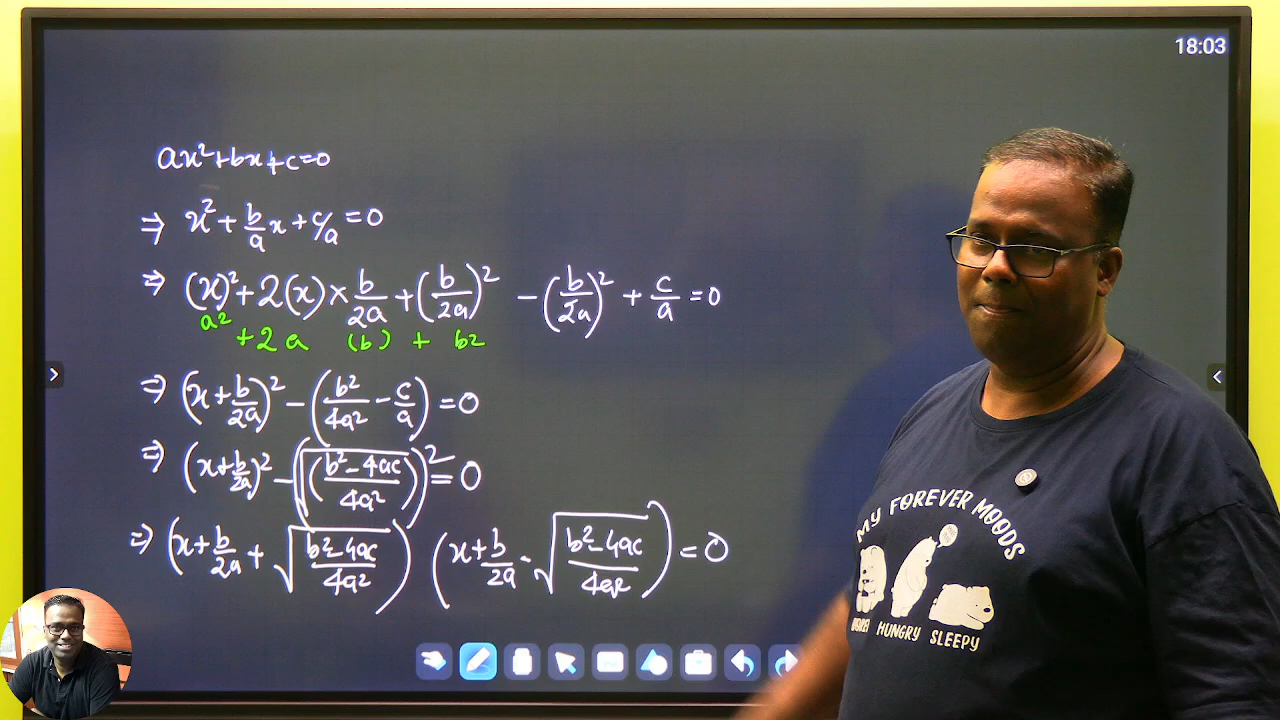 18:03
ax²+bx+c=0
⇒ x²+b/a x+c/a=0
⇒ (x)²+2(x)×b/2a+(b/2a)² -(b/2a)²+c/a=0
a² +2a (b) + b2
⇒ (x+b/2a)²-(b²/4a²-c/a)=0
⇒ (x+b/2a)²-(√((b²-4ac)/4a²))²=0
⇒ (x+b/2a+√((b²-4ac)/4a²)) (x+b/2a-√((b²-4ac)/4a²))=0
MY FOREVER MOODS
HUNGRY SLEEPY